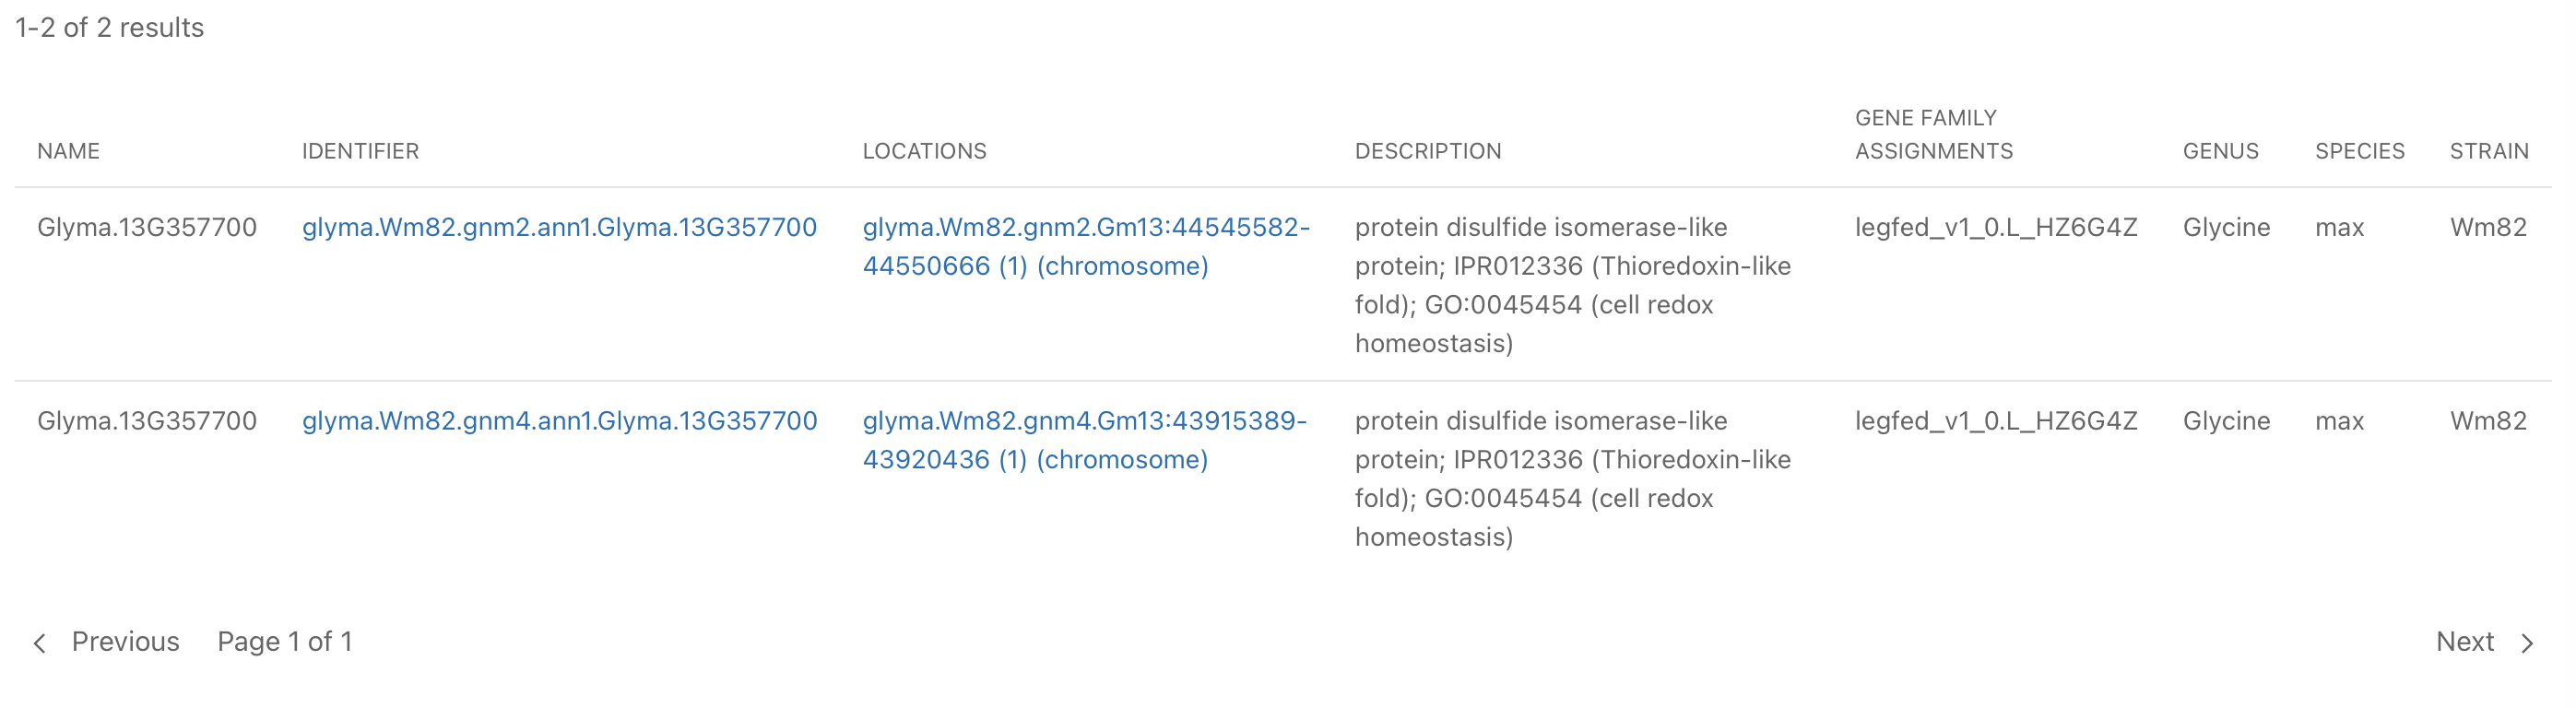 1-2 of 2 results
NAME IDENTIFIER LOCATIONS DESCRIPTION GENE FAMILY ASSIGNMENTS GENUS SPECIES STRAIN
Glyma.13G357700 glyma.Wm82.gnm2.ann1.Glyma.13G357700 glyma.Wm82.gnm2.Gm13:44545582- protein disulfide isomerase-like legfed_v1_0.L_HZ6G4Z Glycine max Wm82
44550666 (1) (chromosome) protein; IPR012336 (Thioredoxin-like
fold); GO:0045454 (cell redox
homeostasis)
Glyma.13G357700 glyma.Wm82.gnm4.ann1.Glyma.13G357700 glyma.Wm82.gnm4.Gm13:43915389- protein disulfide isomerase-like legfed_v1_0.L_HZ6G4Z Glycine max Wm82
43920436 (1) (chromosome) protein; IPR012336 (Thioredoxin-like
fold); GO:0045454 (cell redox
homeostasis)
Previous Page 1 of 1 Next